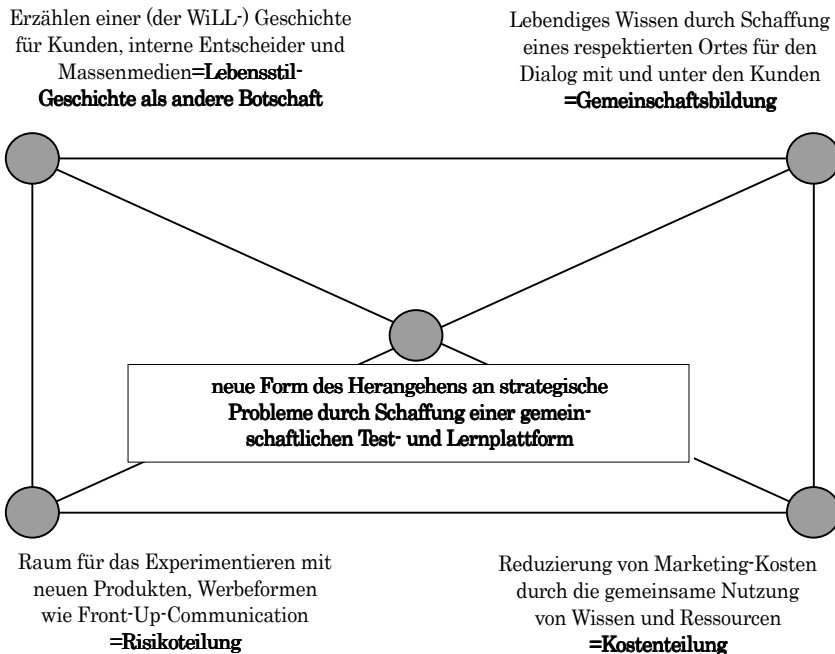 Erzählen einer (der WiLL-) Geschichte
für Kunden, interne Entscheider und
Massenmedien=Lebensstil-
Geschichte als andere Botschaft
Lebendiges Wissen durch Schaffung
eines respektierten Ortes für den
Dialog mit und unter den Kunden
=Gemeinschaftsbildung
neue Form des Herangehens an strategische
Probleme durch Schaffung einer gemein-
schaftlichen Test- und Lernplattform
Raum für das Experimentieren mit
neuen Produkten, Werbeformen
wie Front-Up-Communication
=Risikoteilung
Reduzierung von Marketing-Kosten
durch die gemeinsame Nutzung
von Wissen und Ressourcen
=Kostenteilung